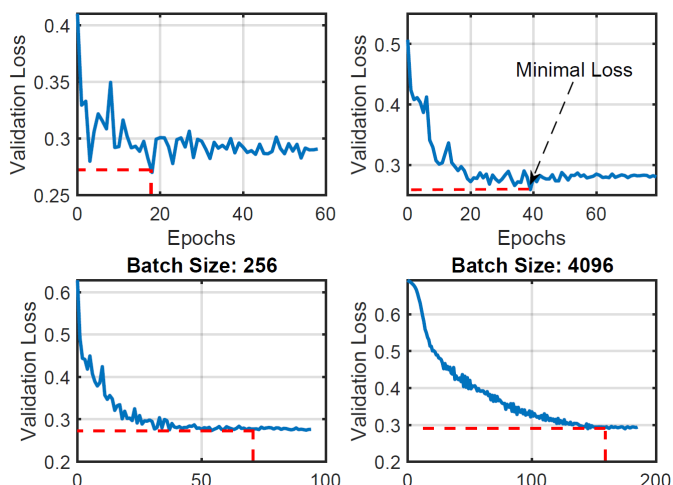 Validation Loss
0.4
0.3
0.25
0 20 40 60
Epochs
Validation Loss
0.5
0.4
0.3
0 20 40 60
Epochs
Minimal Loss
Batch Size: 256
Validation Loss
0.6
0.5
0.4
0.3
0.2
0 50 100
Batch Size: 4096
Validation Loss
0.6
0.5
0.4
0.3
0.2
0 100 200